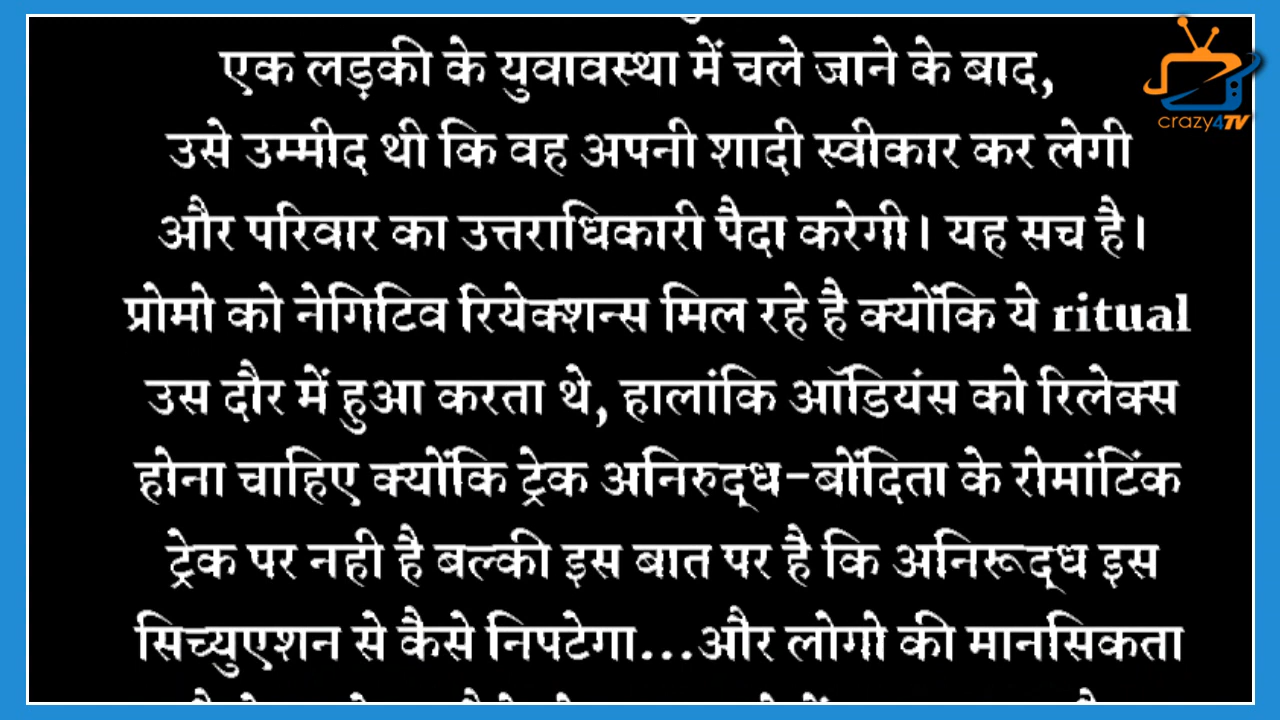 एक लड़की के युवावस्था में चले जाने के बाद,
उसे उम्मीद थी कि वह अपनी शादी स्वीकार कर लेगी
और परिवार का उत्तराधिकारी पैदा करेगी। यह सच है।
प्रोमो को नेगिटिव रियेक्शन्स मिल रहे है क्योंकि ये ritual
उस दौर में हुआ करता थे, हालांकि ऑडियंस को रिलेक्स
होना चाहिए क्योंकि ट्रेक अनिरुद्ध-बोंदिता के रोमांटिंक
ट्रेक पर नही है बल्की इस बात पर है कि अनिरूद्ध इस
सिच्युएशन से कैसे निपटेगा...और लोगो की मानसिकता
crazy4TV